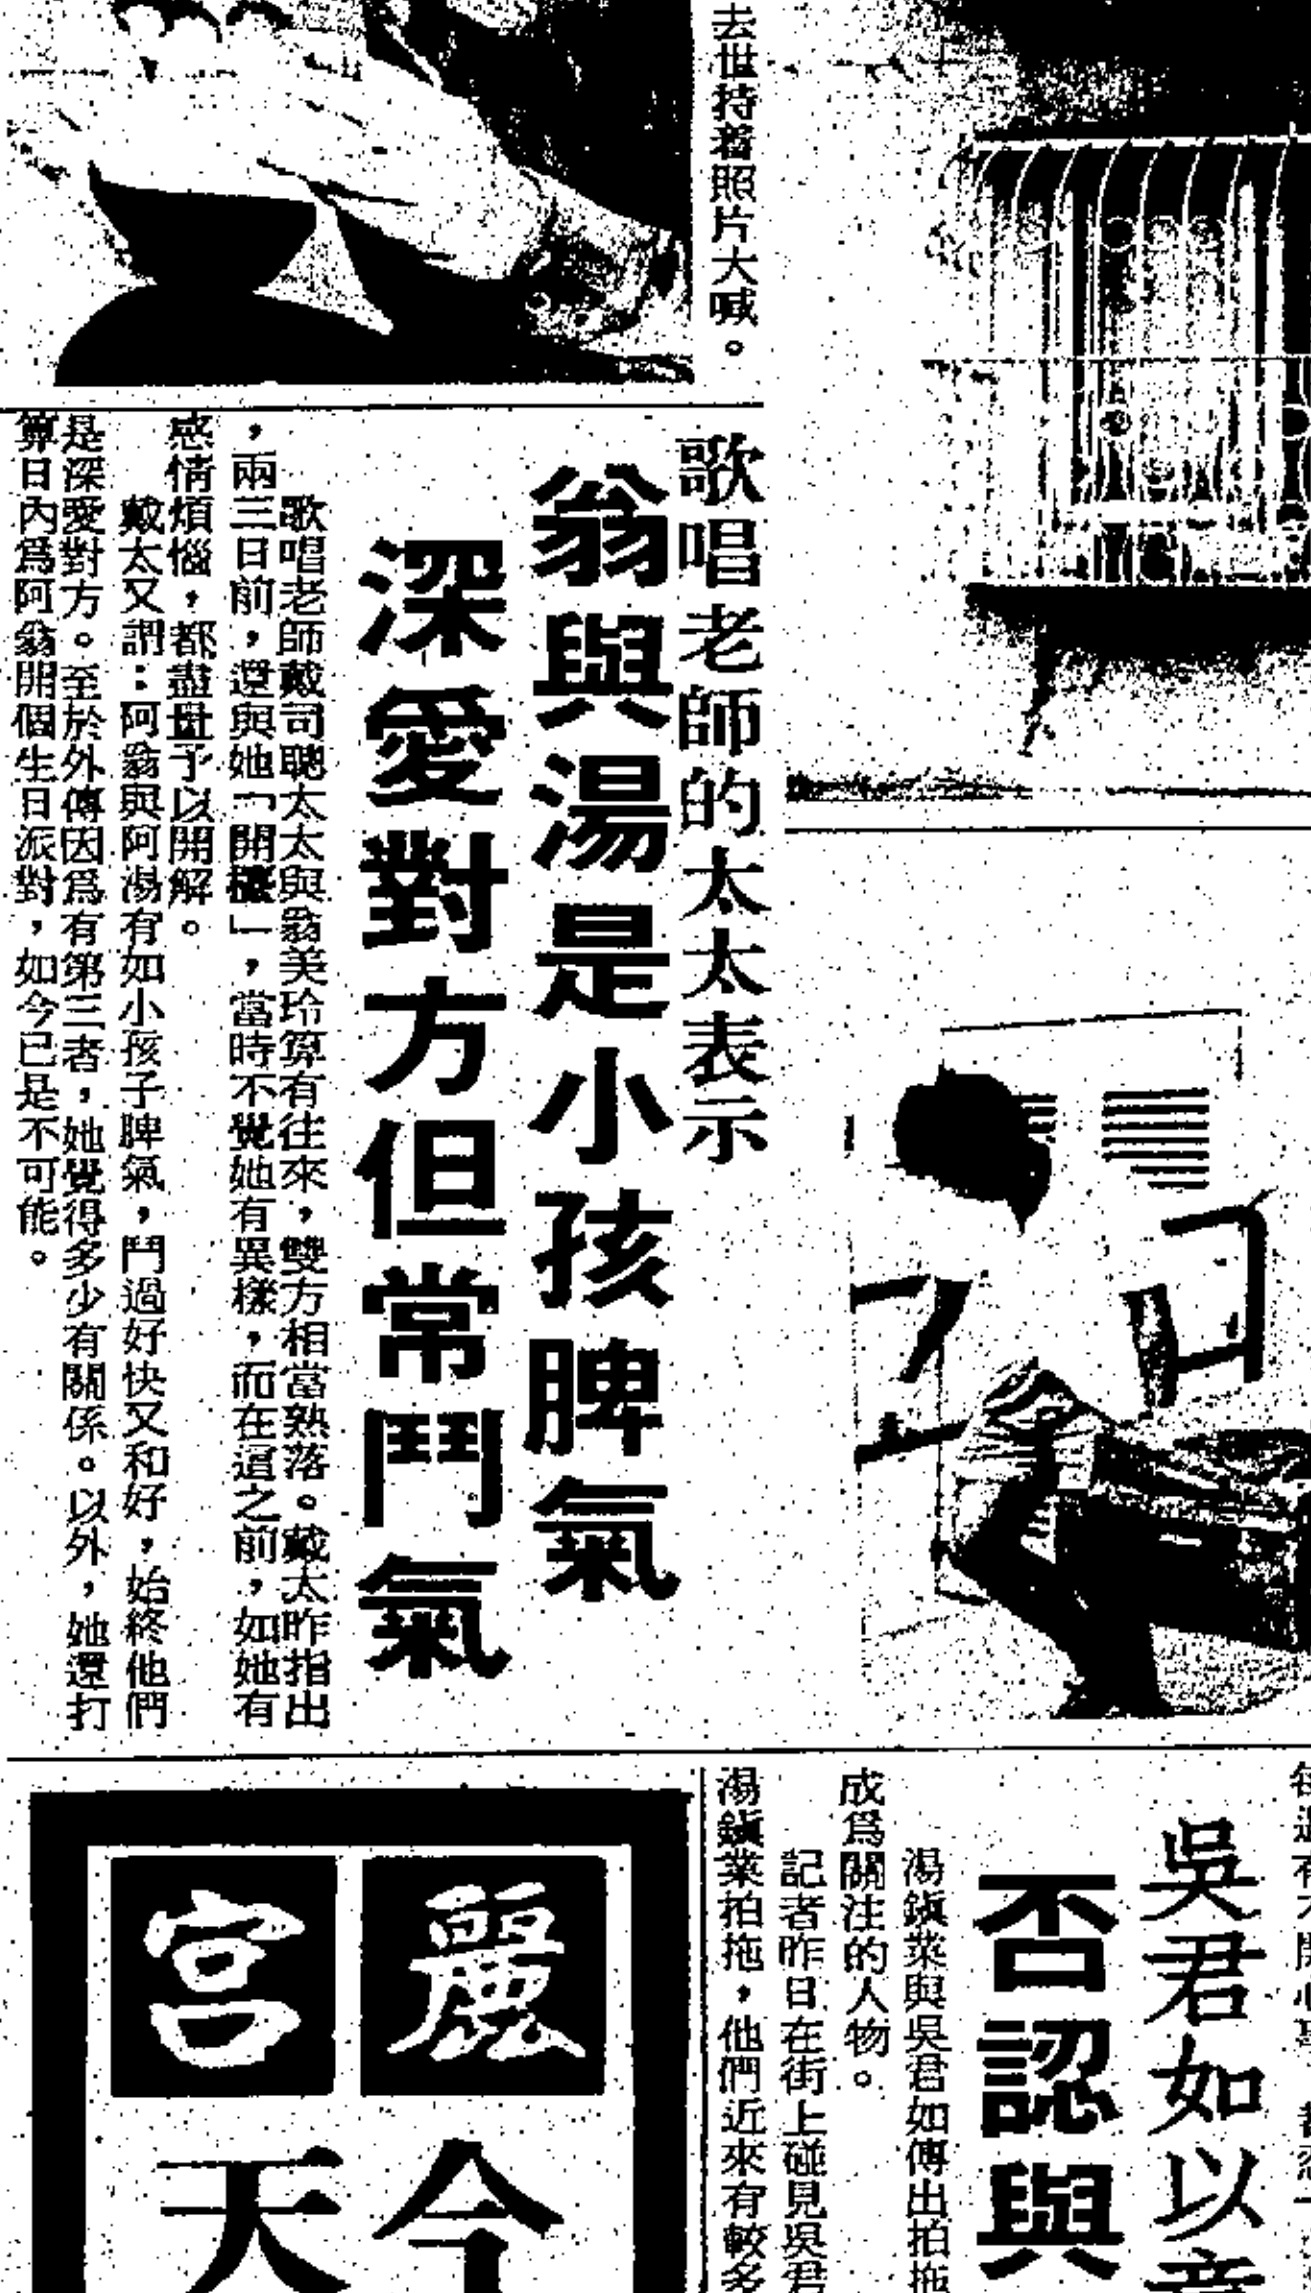 去世持着照片大喊。
歌唱老師的太太表示
翁與湯是小孩脾氣
深愛對方但常鬥氣
歌唱老師戴司聰太太與翁美玲算有往來，雙方相當熟落。戴太昨指出
，兩三日前，還與她「開檯」，當時不覺她有異樣，而在這之前，如她有
感情煩惱，都盡量予以開解。
戴太又謂：阿翁與阿湯有如小孩子脾氣，鬥過好快又和好，始終他們
是深愛對方。至於外傳因爲有第三者，她覺得多少有關係。以外，她還打
算日內爲阿翁開個生日派對，如今已是不可能。
吳君如以
否認與
湯鎮業與吳君如傳出拍拖
成爲關注的人物。
記者昨日在街上碰見吳君
湯鎮業拍拖，他們近來有較多
麗宮
今天